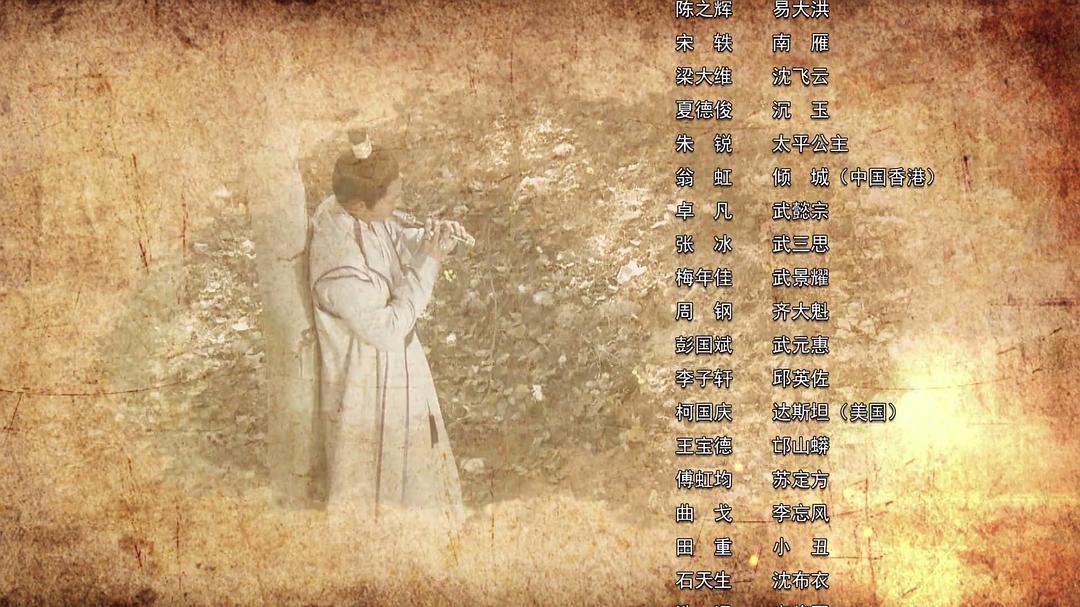 陈之辉 易大洪
宋 轶 南 雁
梁大维 沈飞云
夏德俊 沉 玉
朱 锐 太平公主
翁 虹 倾 城（中国香港）
卓 凡 武懿宗
张 冰 武三思
梅年佳 武景耀
周 钢 齐大魁
彭国斌 武元惠
李子轩 邱英佐
柯国庆 达斯坦（美国）
王宝德 邙山蟒
傅虹均 苏定方
曲 戈 李忘风
田 重 小 丑
石天生 沈布衣